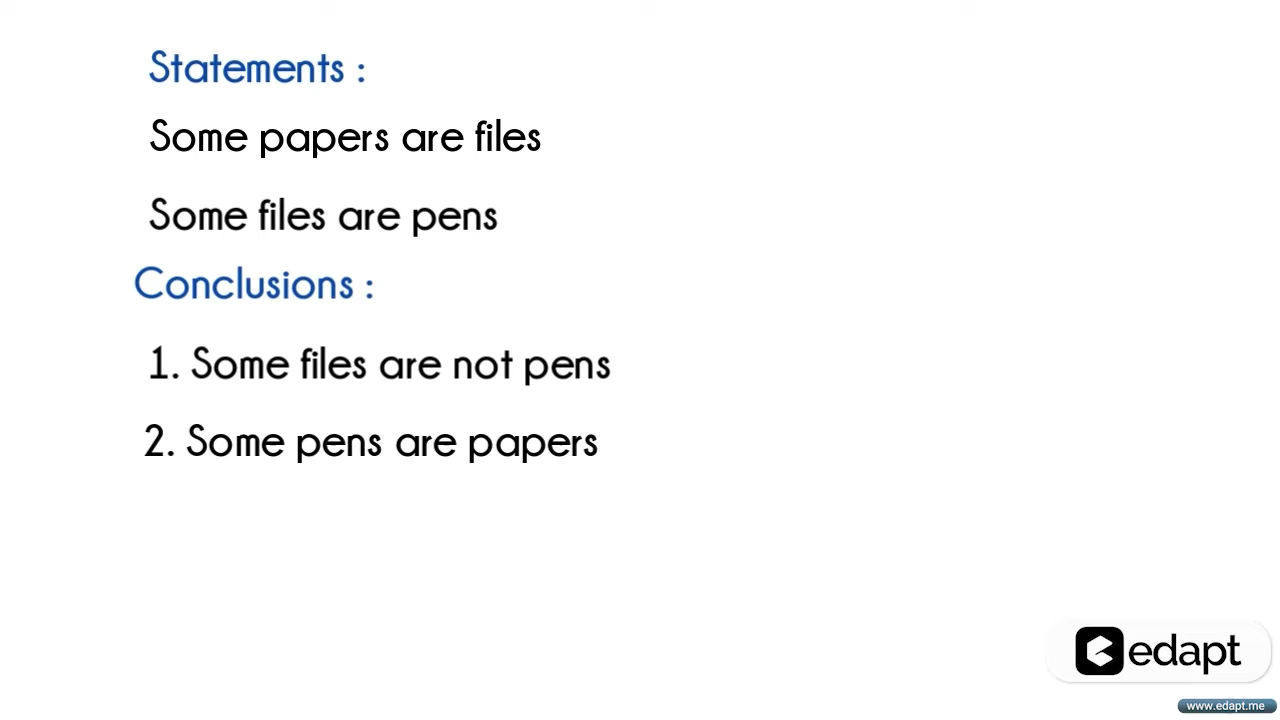 Statements :
Some papers are files
Some files are pens
Conclusions :
1. Some files are not pens
2. Some pens are papers
edapt
www.edapt.me